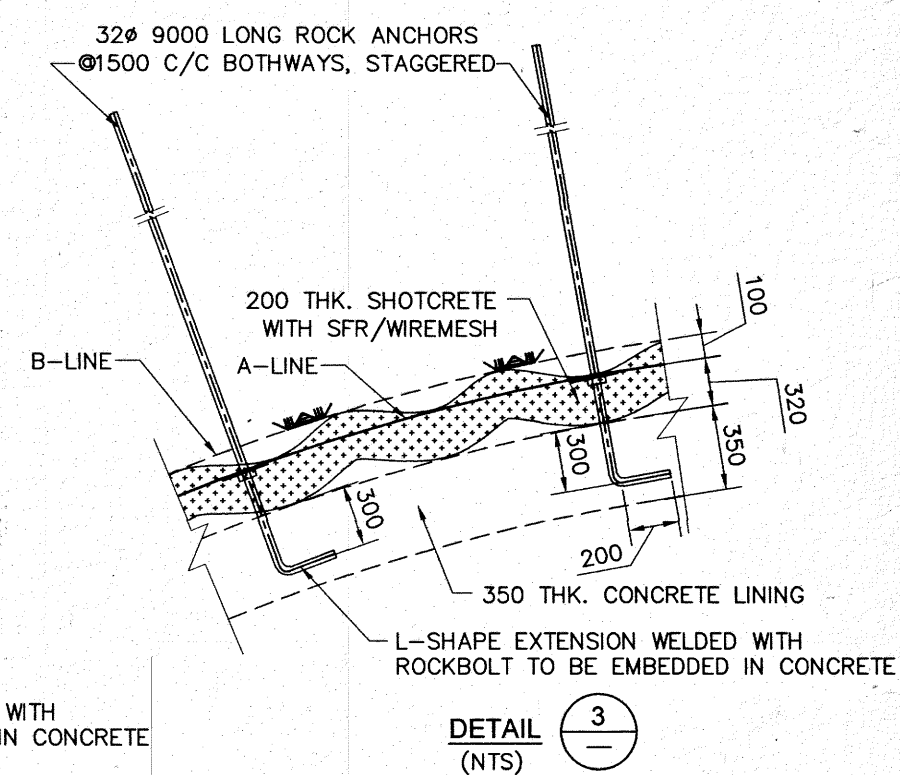 32ø 9000 LONG ROCK ANCHORS
@1500 C/C BOTHWAYS, STAGGERED
200 THK. SHOTCRETE
WITH SFR/WIREMESH
B-LINE
A-LINE
100
320
350
300
300
200
350 THK. CONCRETE LINING
L-SHAPE EXTENSION WELDED WITH
ROCKBOLT TO BE EMBEDDED IN CONCRETE
WITH
IN CONCRETE
DETAIL
(NTS)
3
—